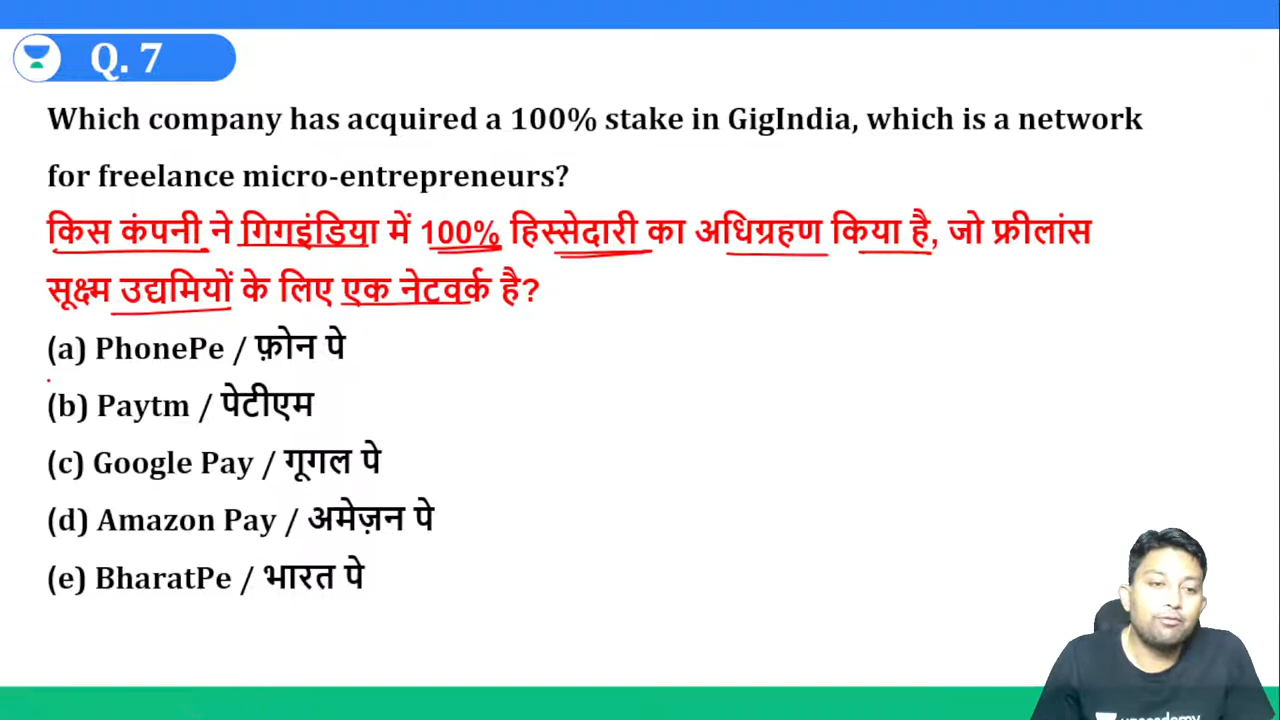 Q. 7
Which company has acquired a 100% stake in GigIndia, which is a network
for freelance micro-entrepreneurs?
किस कंपनी ने गिगइंडिया में 100% हिस्सेदारी का अधिग्रहण किया है, जो फ्रीलांस
सूक्ष्म उद्यमियों के लिए एक नेटवर्क है?
(a) PhonePe / फ़ोन पे
(b) Paytm / पेटीएम
(c) Google Pay / गूगल पे
(d) Amazon Pay / अमेज़न पे
(e) BharatPe / भारत पे